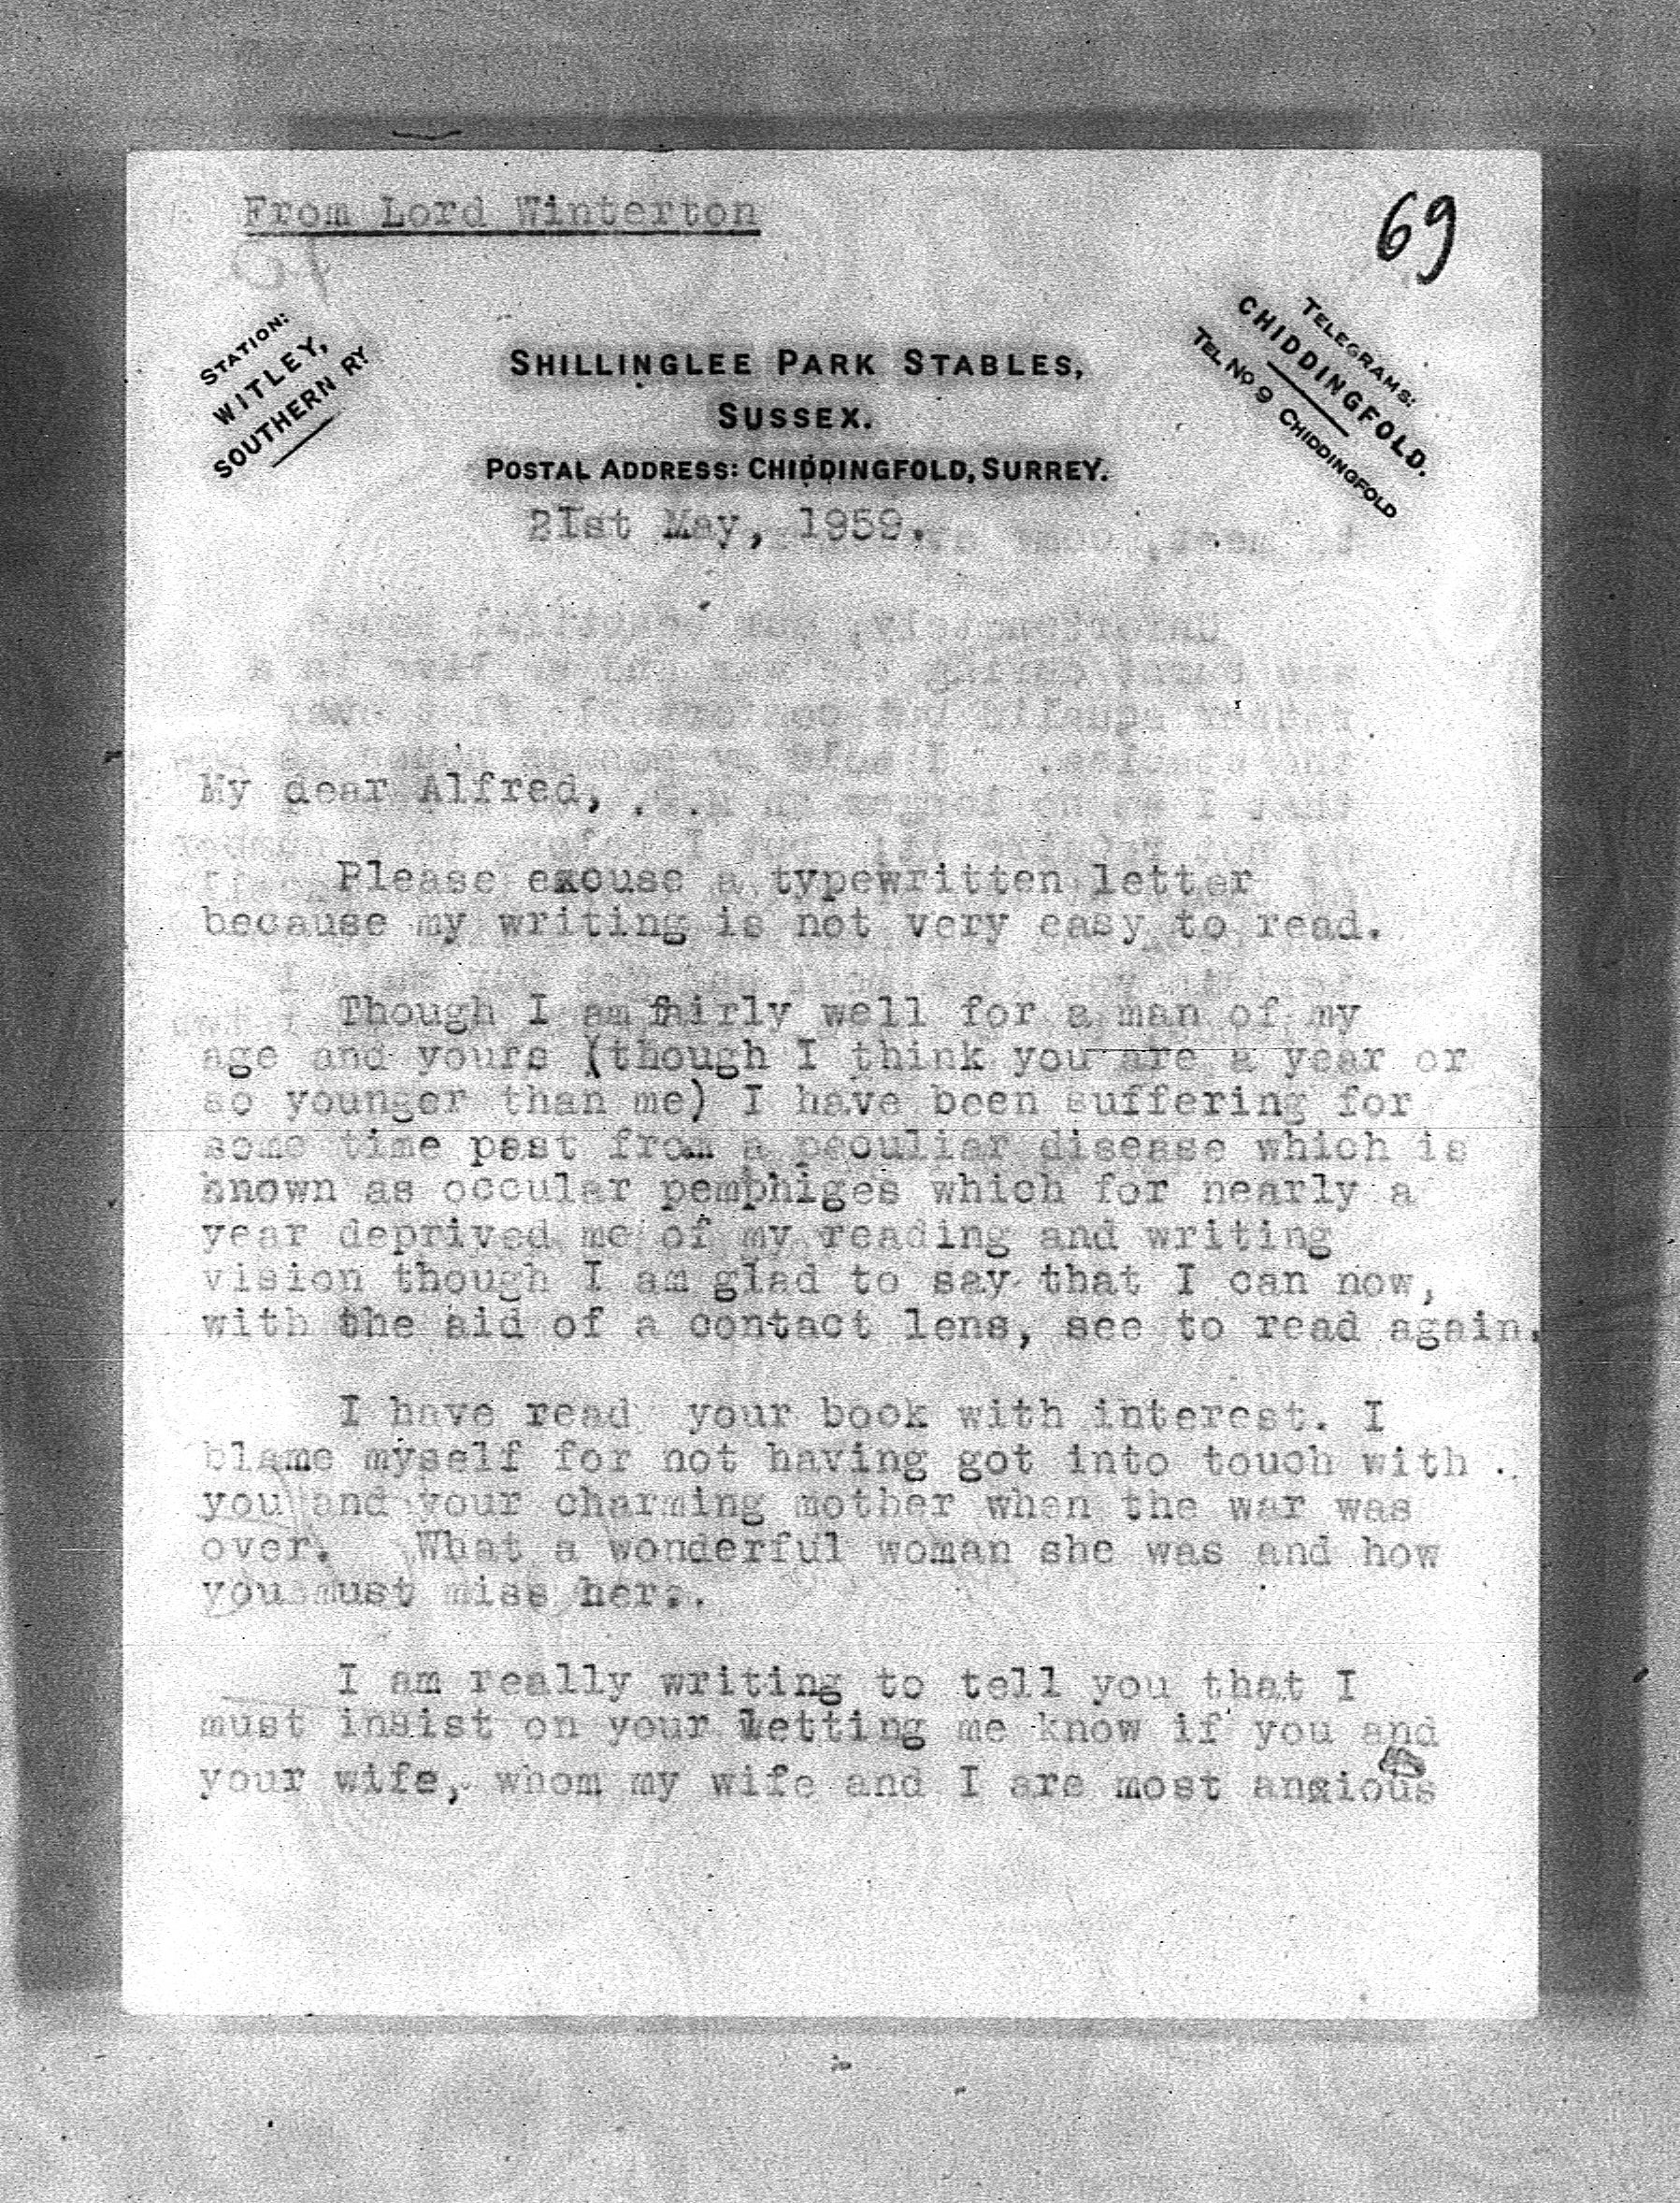 From Lord Winterton
69
STATION:
WITLEY,
SOUTHERN RY
SHILLINGLEE PARK STABLES,
SUSSEX.
POSTAL ADDRESS: CHIDDINGFOLD, SURREY.
TELEGRAMS:
CHIDDINGFOLD.
TEL. No 9 CHIDDINGFOLD
21st May, 1959.
My dear Alfred,
Please excuse a typewritten letter
because my writing is not very easy to read.
Though I am fairly well for a man of my
age and yours (though I think you are a year or
so younger than me) I have been suffering for
some time past from a peculiar disease which is
known as occular pemphiges which for nearly a
year deprived me of my reading and writing
vision though I am glad to say that I can now,
with the aid of a contact lens, see to read again.
I have read your book with interest. I
blame myself for not having got into touch with
you and your charming mother when the war was
over. What a wonderful woman she was and how
you must miss her.
I am really writing to tell you that I
must insist on your letting me know if you and
your wife, whom my wife and I are most anxious